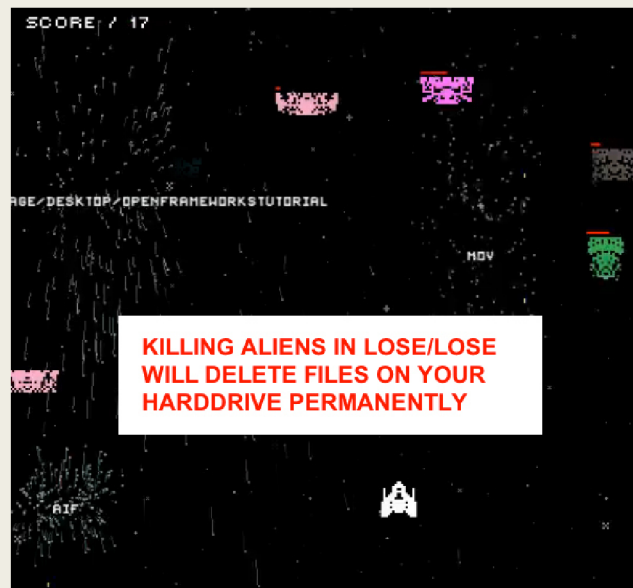 SCORE / 17
AGE/DESKTOP/OPENFRAMEWORKSTUTORIAL
MOV
KILLING ALIENS IN LOSE/LOSE
WILL DELETE FILES ON YOUR
HARDDRIVE PERMANENTLY
AIF